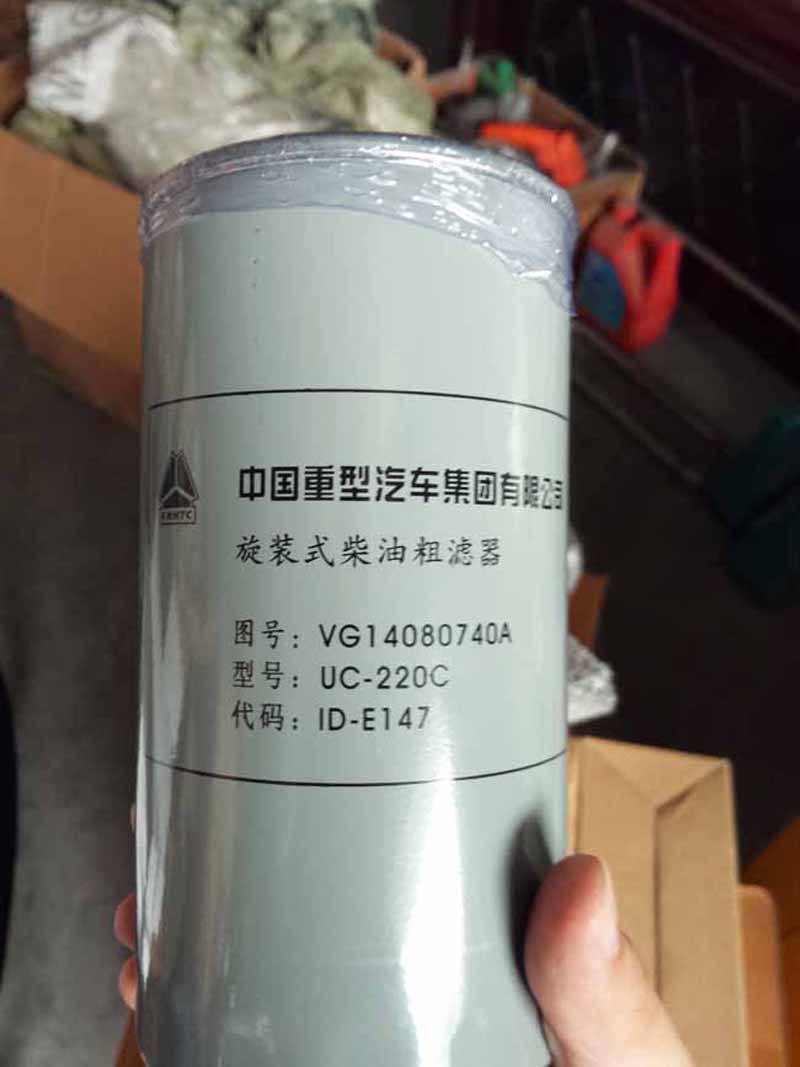 中国重型汽车集团有限公司
旋装式柴油粗滤器
图号：VG14080740A
型号：UC-220C
代码：ID-E147